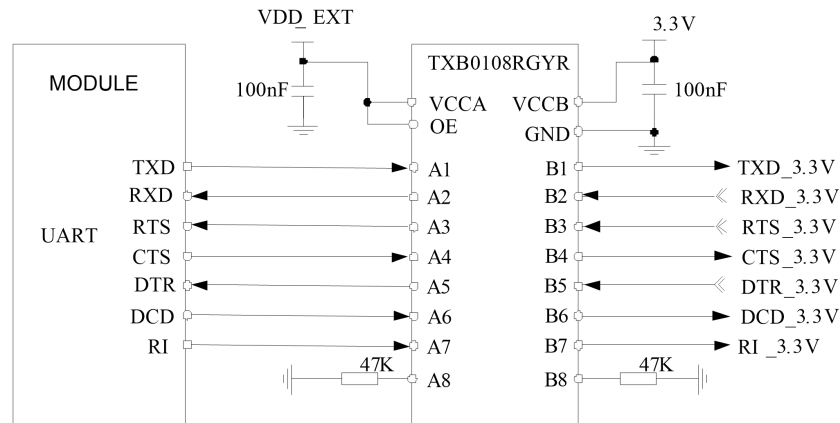 VDD_EXT
3.3V
MODULE
TXB0108RGYR
100nF
VCCA
VCCB
100nF
OE
GND
TXD
A1
B1
TXD_3.3V
RXD
A2
B2
RXD_3.3V
UART
RTS
A3
B3
RTS_3.3V
CTS
A4
B4
CTS_3.3V
DTR
A5
B5
DTR_3.3V
DCD
A6
B6
DCD_3.3V
RI
A7
B7
RI _3.3V
47K
A8
B8
47K